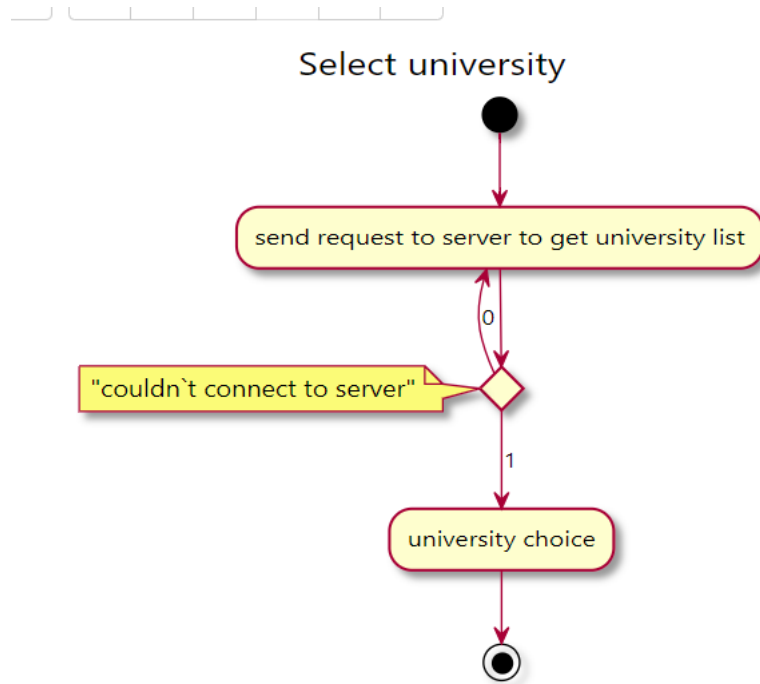 Select university
send request to server to get university list
0
"couldn`t connect to server"
1
university choice